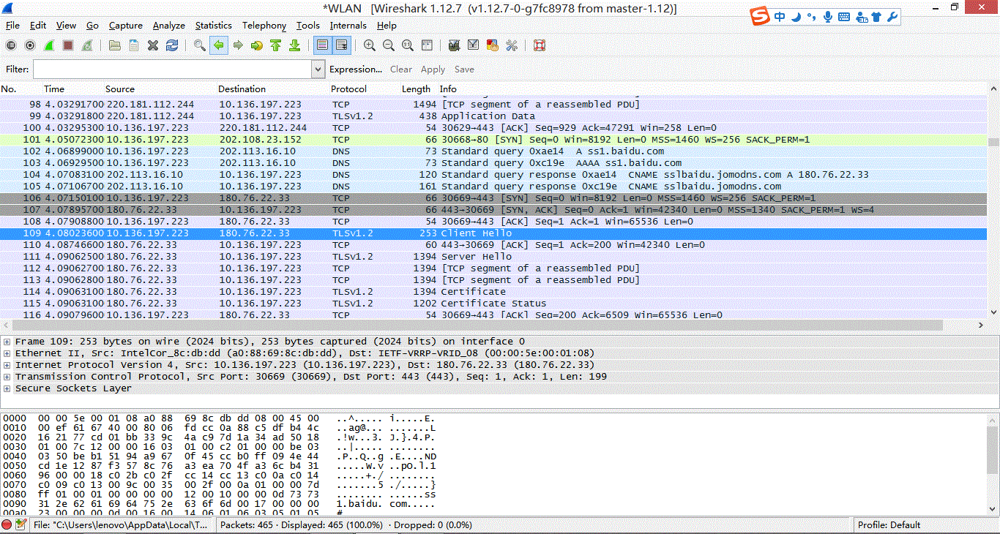 *WLAN [Wireshark 1.12.7 (v1.12.7-0-g7fc8978 from master-1.12)]
中
File Edit View Go Capture Analyze Statistics Telephony Tools Internals Help
Filter: Expression... Clear Apply Save
No. Time Source Destination Protocol Length Info
98 4.03291700 220.181.112.244 10.136.197.223 TCP 1494 [TCP segment of a reassembled PDU]
99 4.03291800 220.181.112.244 10.136.197.223 TLSv1.2 438 Application Data
100 4.03295300 10.136.197.223 220.181.112.244 TCP 54 30629→443 [ACK] Seq=929 Ack=47291 Win=258 Len=0
101 4.05072300 10.136.197.223 202.108.23.152 TCP 66 30668→80 [SYN] Seq=0 Win=8192 Len=0 MSS=1460 WS=256 SACK_PERM=1
102 4.06899000 10.136.197.223 202.113.16.10 DNS 73 Standard query 0xae14 A ss1.baidu.com
103 4.06929500 10.136.197.223 202.113.16.10 DNS 73 Standard query 0xc19e AAAA ss1.baidu.com
104 4.07083100 202.113.16.10 10.136.197.223 DNS 120 Standard query response 0xae14 CNAME sslbaidu.jomodns.com A 180.76.22.33
105 4.07106700 202.113.16.10 10.136.197.223 DNS 161 Standard query response 0xc19e CNAME sslbaidu.jomodns.com
106 4.07150100 10.136.197.223 180.76.22.33 TCP 66 30669→443 [SYN] Seq=0 Win=8192 Len=0 MSS=1460 WS=256 SACK_PERM=1
107 4.07895700 180.76.22.33 10.136.197.223 TCP 66 443→30669 [SYN, ACK] Seq=0 Ack=1 Win=42340 Len=0 MSS=1340 SACK_PERM=1 WS=4
108 4.07908800 10.136.197.223 180.76.22.33 TCP 54 30669→443 [ACK] Seq=1 Ack=1 Win=65536 Len=0
109 4.08023600 10.136.197.223 180.76.22.33 TLSv1.2 253 Client Hello
110 4.08746600 180.76.22.33 10.136.197.223 TCP 60 443→30669 [ACK] Seq=1 Ack=200 Win=42340 Len=0
111 4.09062500 180.76.22.33 10.136.197.223 TLSv1.2 1394 Server Hello
112 4.09062700 180.76.22.33 10.136.197.223 TCP 1394 [TCP segment of a reassembled PDU]
113 4.09062800 180.76.22.33 10.136.197.223 TCP 1394 [TCP segment of a reassembled PDU]
114 4.09063100 180.76.22.33 10.136.197.223 TLSv1.2 1394 Certificate
115 4.09063100 180.76.22.33 10.136.197.223 TLSv1.2 1202 Certificate Status
116 4.09079600 10.136.197.223 180.76.22.33 TCP 54 30669→443 [ACK] Seq=200 Ack=6509 Win=65536 Len=0
Frame 109: 253 bytes on wire (2024 bits), 253 bytes captured (2024 bits) on interface 0
Ethernet II, Src: IntelCor_8c:db:dd (a0:88:69:8c:db:dd), Dst: IETF-VRRP-VRID_08 (00:00:5e:00:01:08)
Internet Protocol Version 4, Src: 10.136.197.223 (10.136.197.223), Dst: 180.76.22.33 (180.76.22.33)
Transmission Control Protocol, Src Port: 30669 (30669), Dst Port: 443 (443), Seq: 1, Ack: 1, Len: 199
Secure Sockets Layer
0000 00 00 5e 00 01 08 a0 88 69 8c db dd 08 00 45 00 ..^..... i.....E.
0010 00 ef 61 67 40 00 80 06 fd cc 0a 88 c5 df b4 4c ..ag@... .......L
0020 16 21 77 cd 01 bb 33 9c 4a c9 7d 1a 34 ad 50 18 .!w...3. J.}.4.P.
0030 01 00 7c 12 00 00 16 03 01 00 c2 01 00 00 be 03 ..|..... ........
0040 03 50 be b1 51 94 a9 67 0f 45 cc b0 ff 09 4e 44 .P..Q..g .E....ND
0050 cd 1e 12 87 f3 57 8c 76 a3 ea 70 4f a3 6c b4 31 .....W.v ..pO.l.1
0060 96 00 00 18 c0 2b c0 2f cc 14 cc 13 c0 0a c0 14 .....+./ ........
0070 c0 09 c0 13 00 9c 00 35 00 2f 00 0a 01 00 00 7d .......5 ./.....}
0080 ff 01 00 01 00 00 00 00 12 00 10 00 00 0d 73 73 ........ ......ss
0090 31 2e 62 61 69 64 75 2e 63 6f 6d 00 17 00 00 00 1.baidu. com.....
00a0 23 00 00 00 0d 00 16 00 14 06 01 06 03 05 01 05 #
File: "C:\Users\lenovo\AppData\Local\T... Packets: 465 · Displayed: 465 (100.0%) · Dropped: 0 (0.0%) Profile: Default